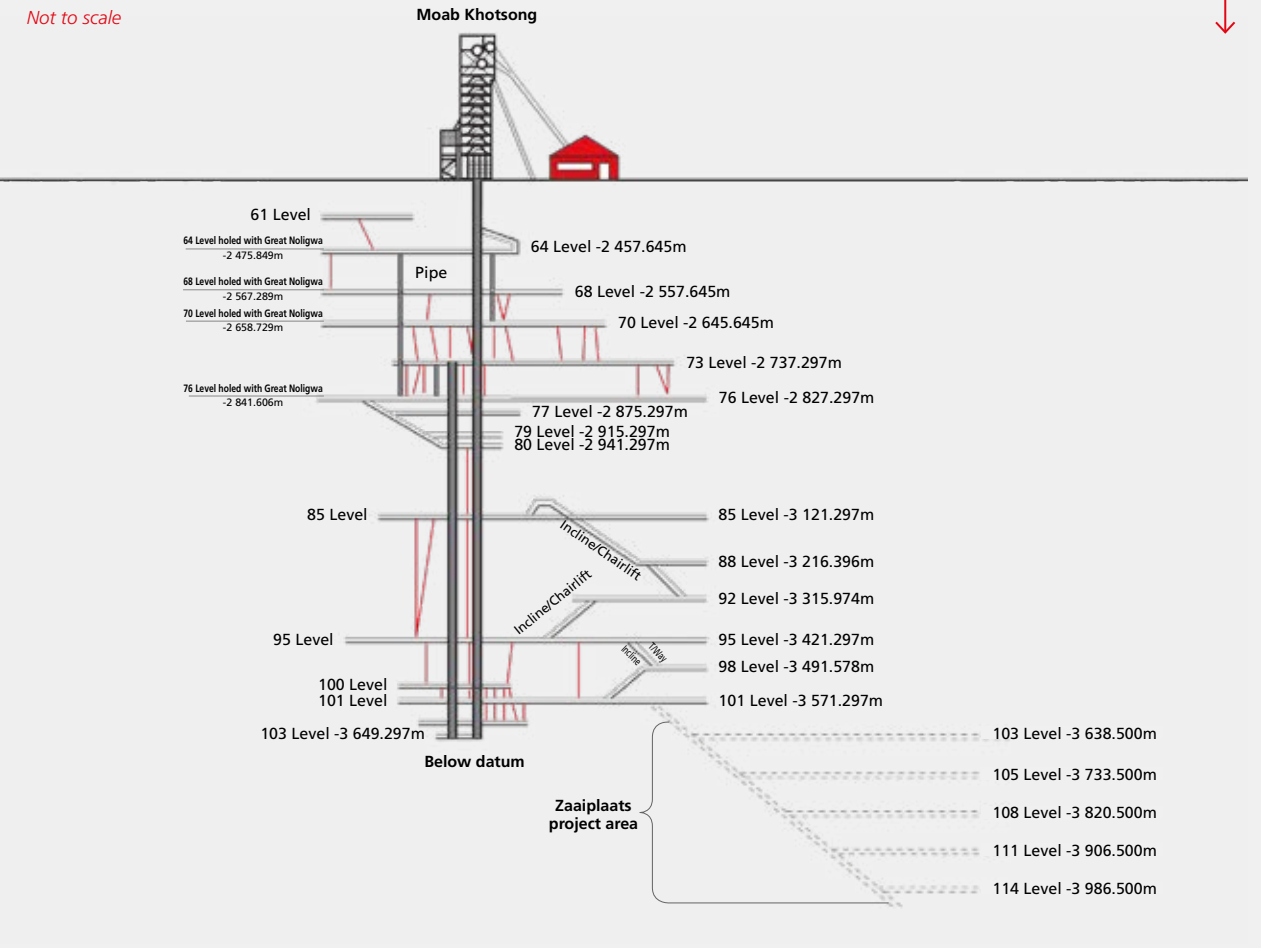 Not to scale
Moab Khotsong
61 Level
64 Level holed with Great Noligwa
-2 475.849m
64 Level -2 457.645m
Pipe
68 Level holed with Great Noligwa
-2 567.289m
68 Level -2 557.645m
70 Level holed with Great Noligwa
-2 658.729m
70 Level -2 645.645m
73 Level -2 737.297m
76 Level holed with Great Noligwa
-2 841.606m
76 Level -2 827.297m
77 Level -2 875.297m
79 Level -2 915.297m
80 Level -2 941.297m
85 Level
85 Level -3 121.297m
Incline/Chairlift
88 Level -3 216.396m
Incline/Chairlift
92 Level -3 315.974m
95 Level
95 Level -3 421.297m
Incline
T/Way
98 Level -3 491.578m
100 Level
101 Level
101 Level -3 571.297m
103 Level -3 649.297m
103 Level -3 638.500m
Below datum
105 Level -3 733.500m
Zaaiplaats
project area
108 Level -3 820.500m
111 Level -3 906.500m
114 Level -3 986.500m